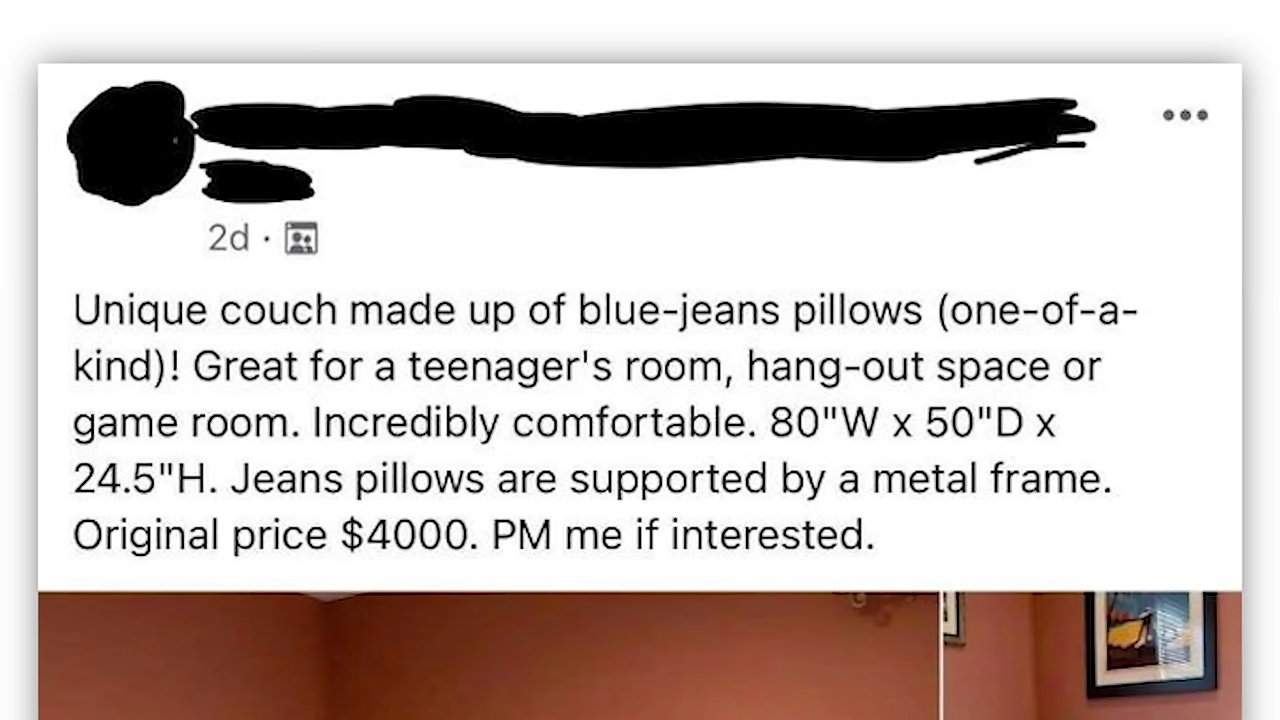 2d ·
Unique couch made up of blue-jeans pillows (one-of-a-
kind)! Great for a teenager's room, hang-out space or
game room. Incredibly comfortable. 80"W x 50"D x
24.5"H. Jeans pillows are supported by a metal frame.
Original price $4000. PM me if interested.